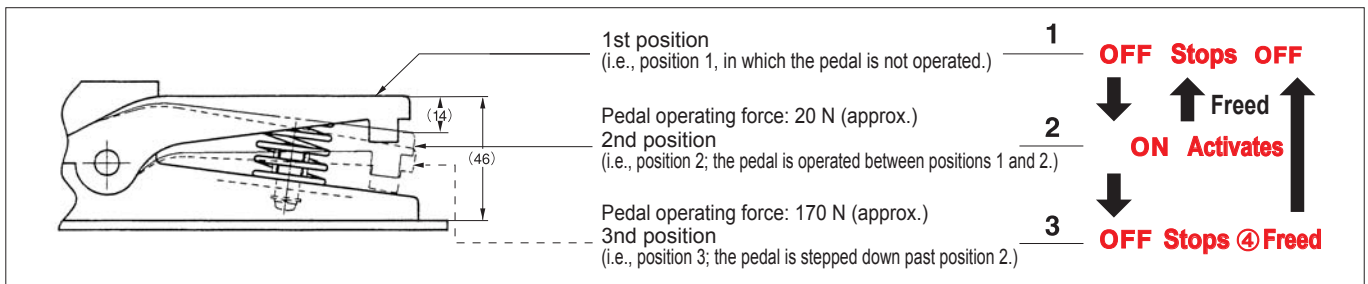 1st position
(i.e., position 1, in which the pedal is not operated.)
1
OFF Stops OFF
Freed
(14)
(46)
Pedal operating force: 20 N (approx.)
2nd position
(i.e., position 2; the pedal is operated between positions 1 and 2.)
2
ON Activates
Pedal operating force: 170 N (approx.)
3nd position
(i.e., position 3; the pedal is stepped down past position 2.)
3
OFF Stops ④ Freed